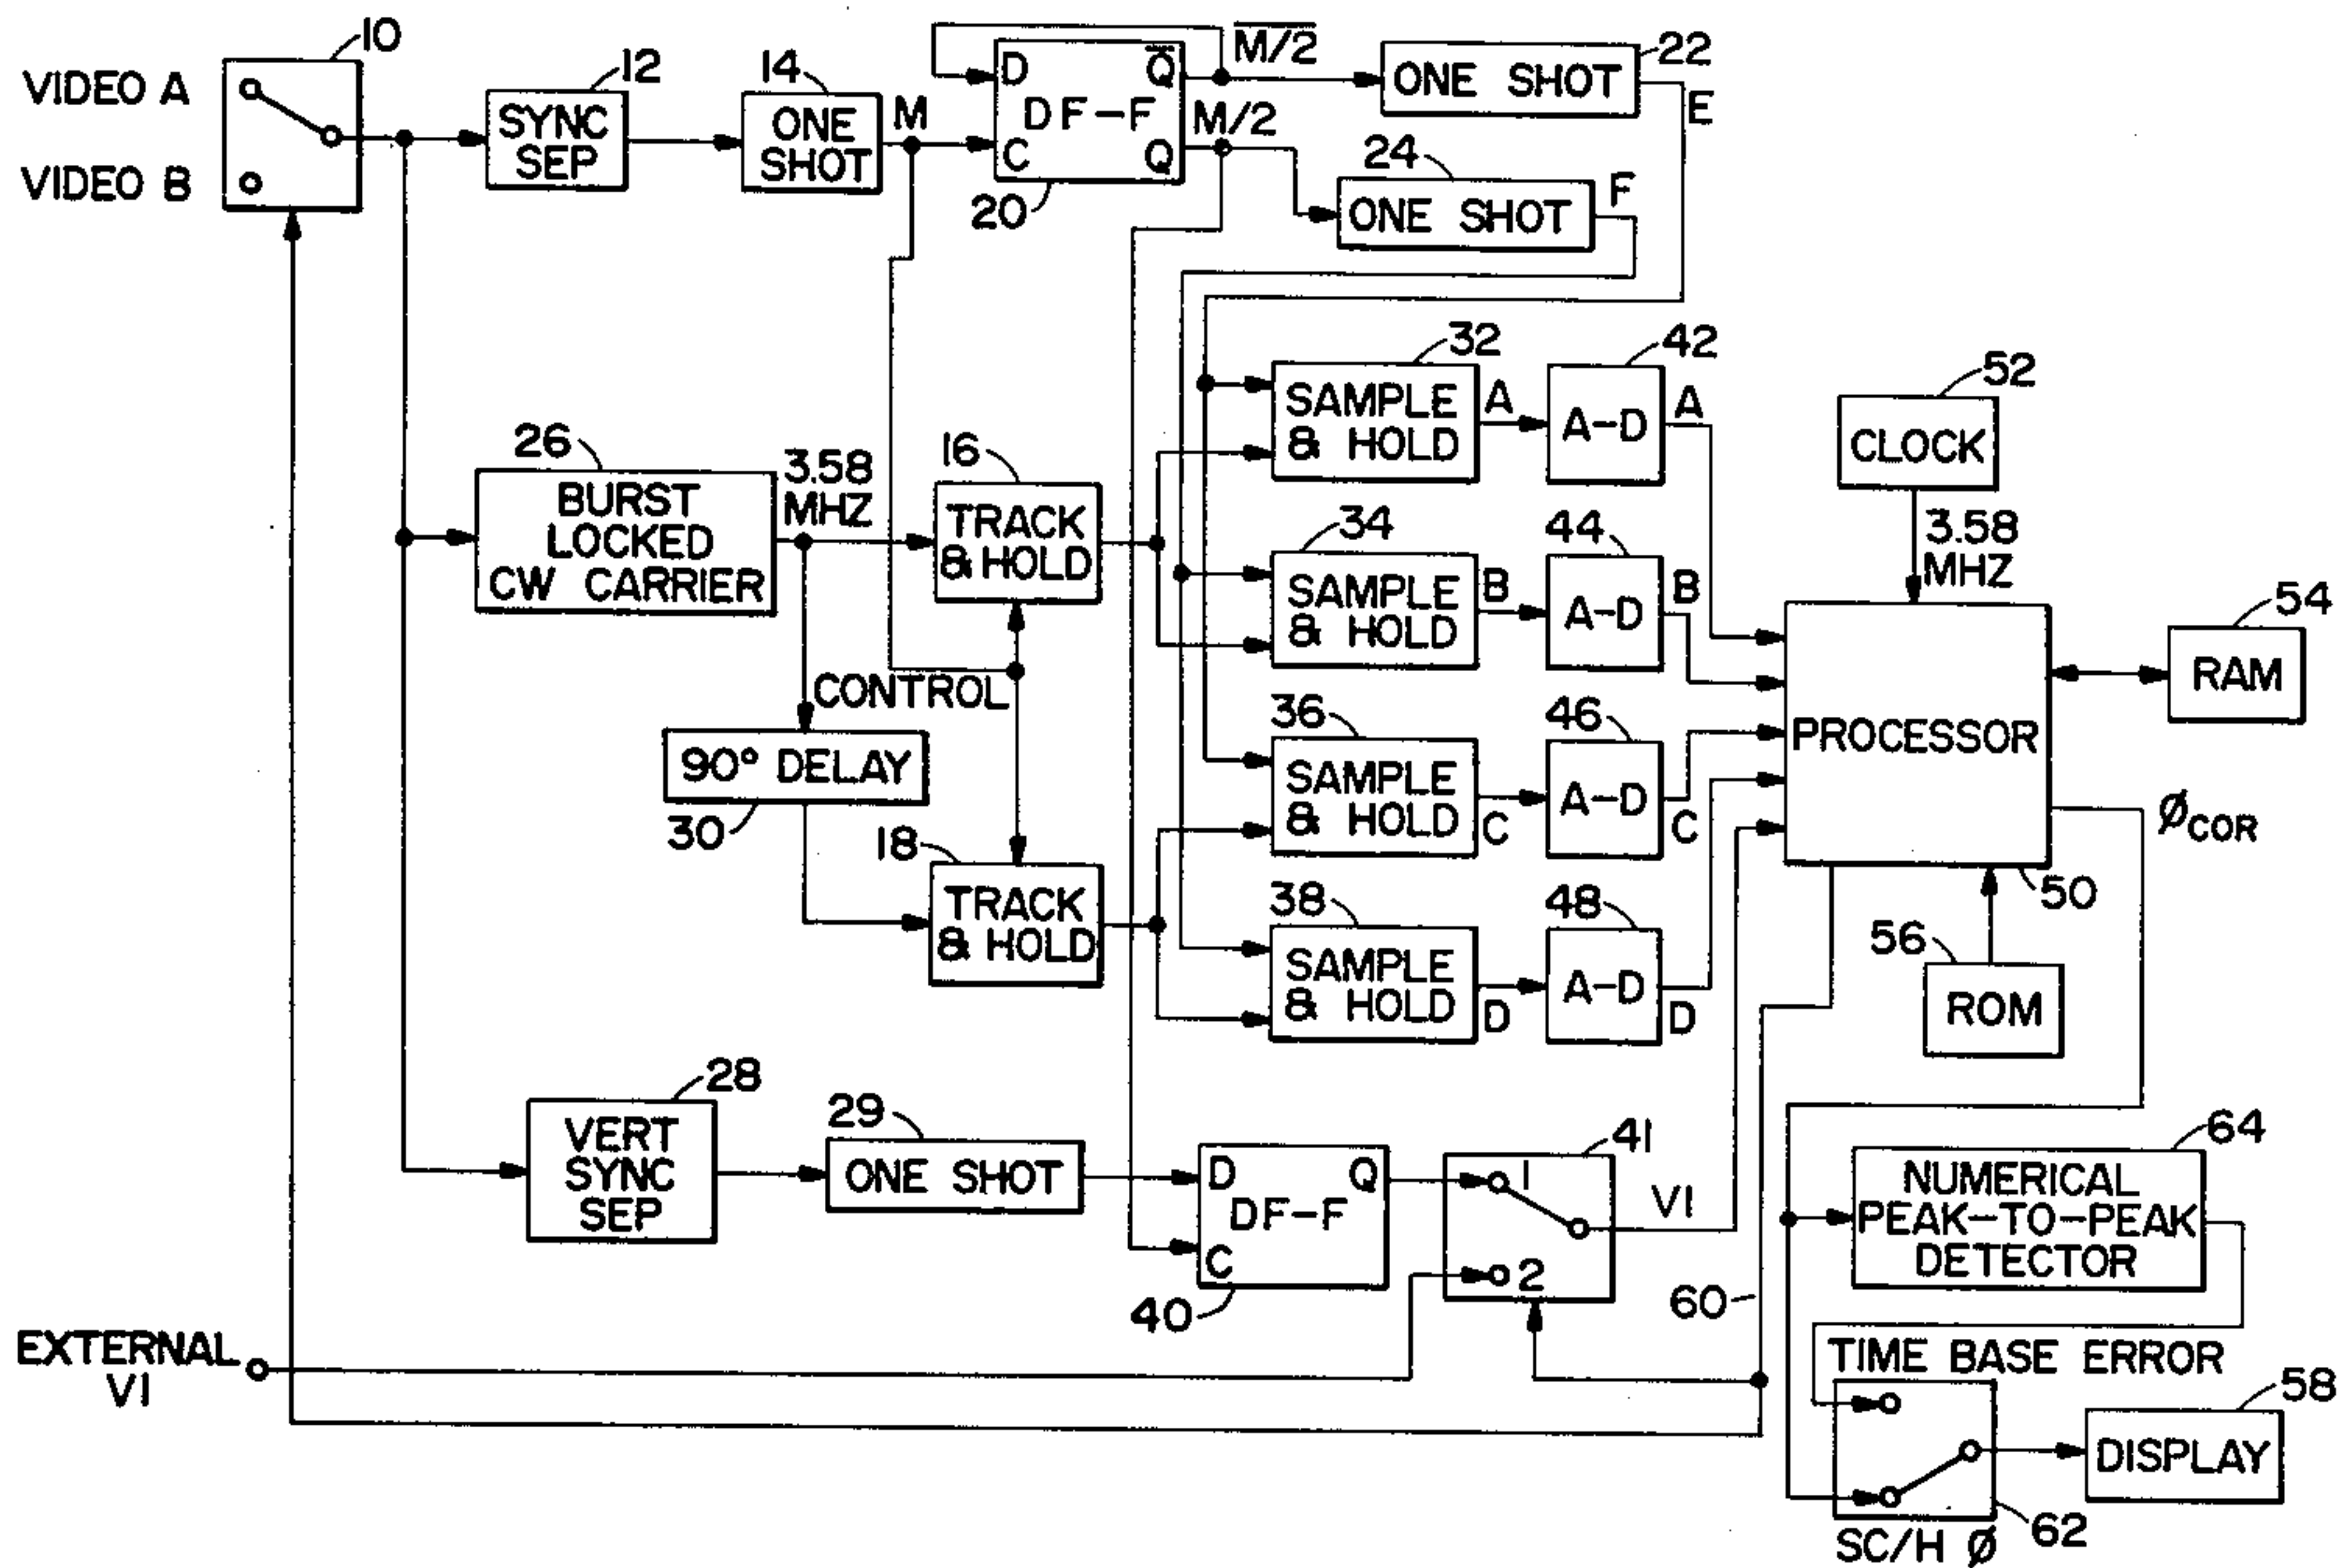 VIDEO A
VIDEO B
10
12
SYNC
SEP
14
ONE
SHOT
M
D
Q̅
DF-F
C
Q
20
M̅/̅2̅
M/2
ONE SHOT
22
E
24
ONE SHOT
F
26
BURST
LOCKED
CW CARRIER
3.58
MHZ
16
TRACK
& HOLD
CONTROL
90° DELAY
30
18
TRACK
& HOLD
32
SAMPLE
& HOLD
A
42
A-D
A
34
SAMPLE
& HOLD
B
44
A-D
B
36
SAMPLE
& HOLD
C
46
A-D
C
38
SAMPLE
& HOLD
D
48
A-D
D
52
CLOCK
3.58
MHZ
PROCESSOR
50
54
RAM
56
ROM
ØCOR
28
VERT
SYNC
SEP
29
ONE SHOT
D
Q
DF-F
C
40
41
1
2
VI
60
EXTERNAL
VI
64
NUMERICAL
PEAK-TO-PEAK
DETECTOR
TIME BASE ERROR
58
DISPLAY
62
SC/H Ø